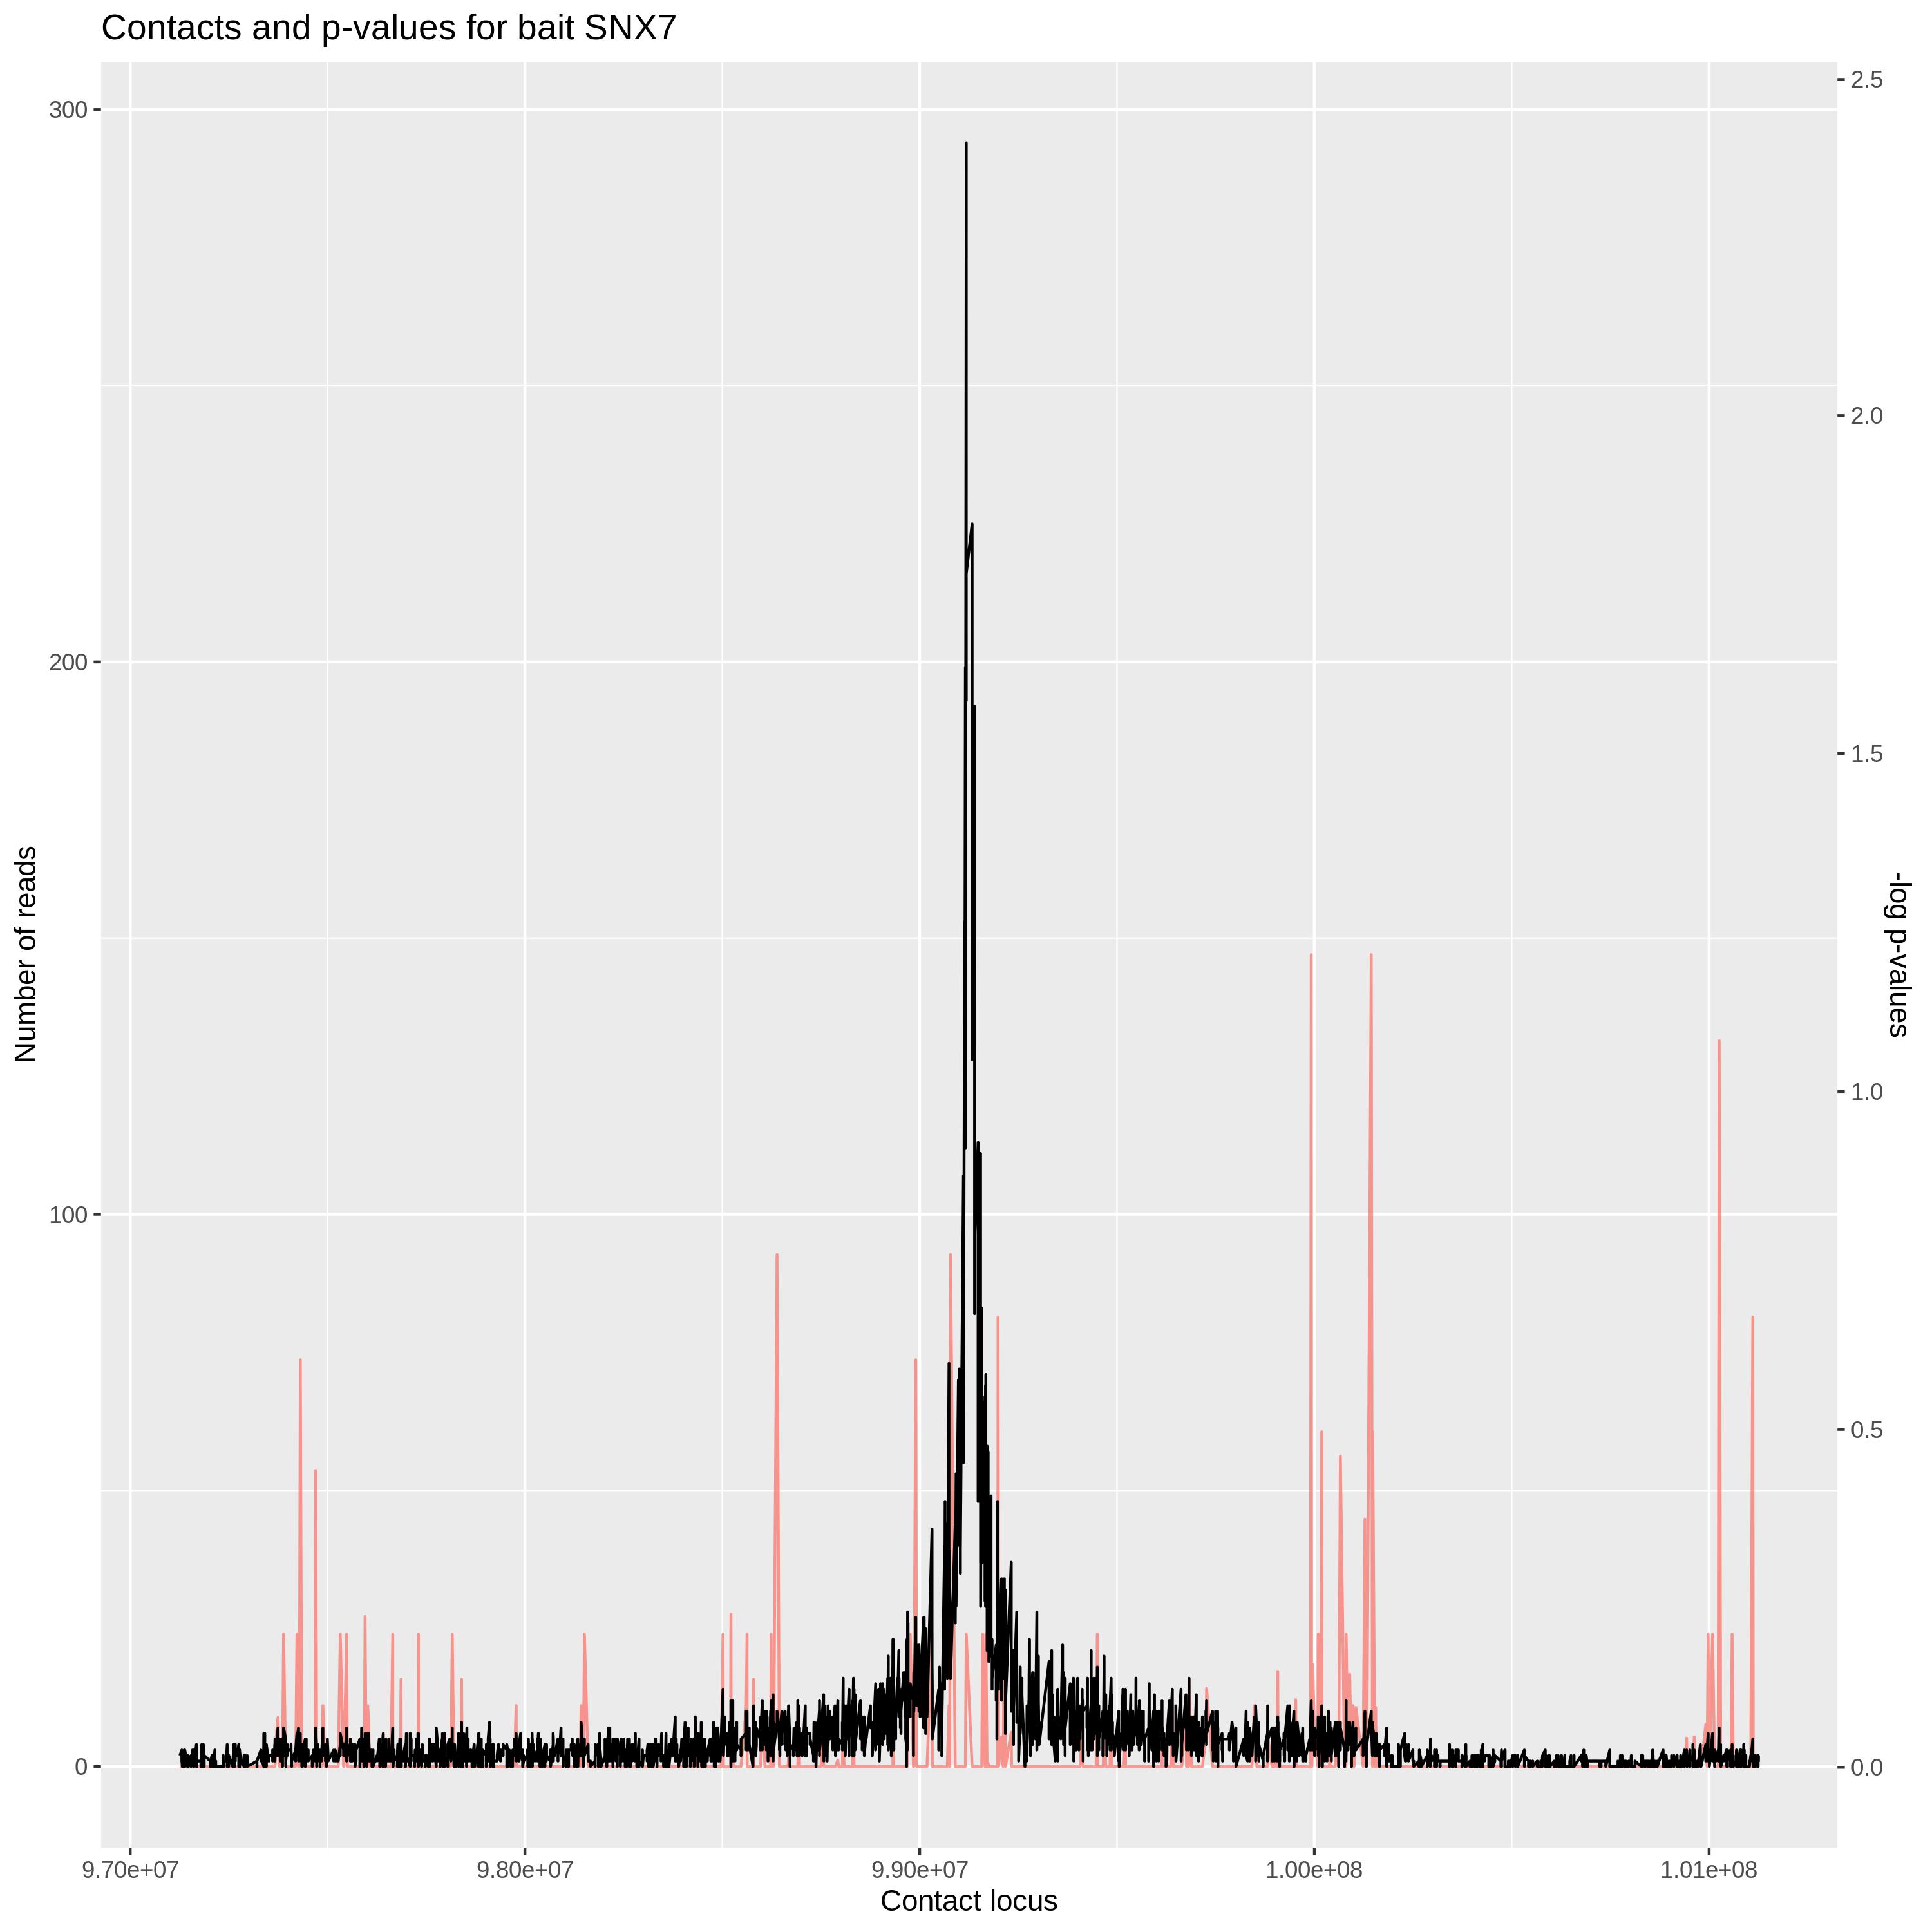 Contacts and p-values for bait SNX7
300
200
100
0
Number of reads
2.5
2.0
1.5
1.0
0.5
0.0
-log p-values
9.70e+07 9.80e+07 9.90e+07 1.00e+08 1.01e+08
Contact locus